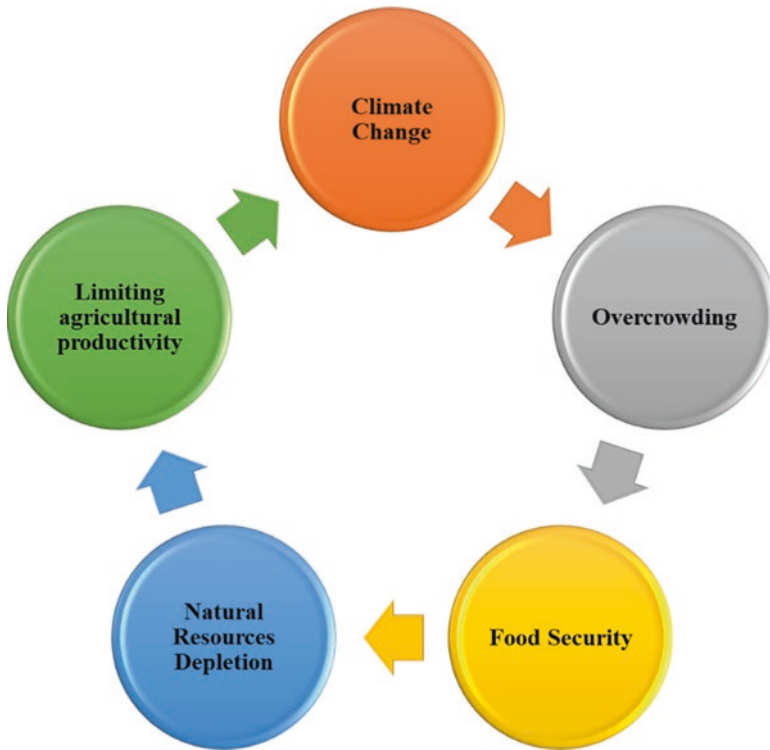 Climate
Change
Overcrowding
Food Security
Natural
Resources
Depletion
Limiting
agricultural
productivity